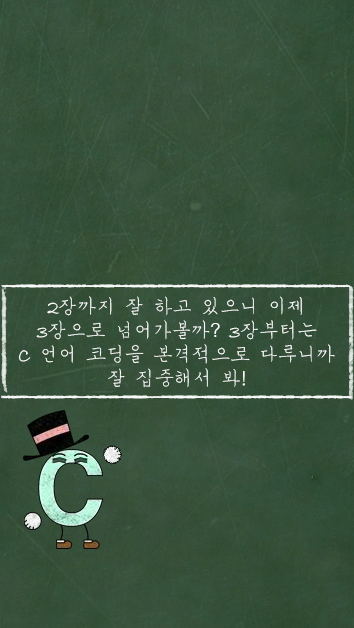 2장까지 잘 하고 있으니 이제
3장으로 넘어가볼까? 3장부터는
C 언어 코딩을 본격적으로 다루니까
잘 집중해서 봐!
C